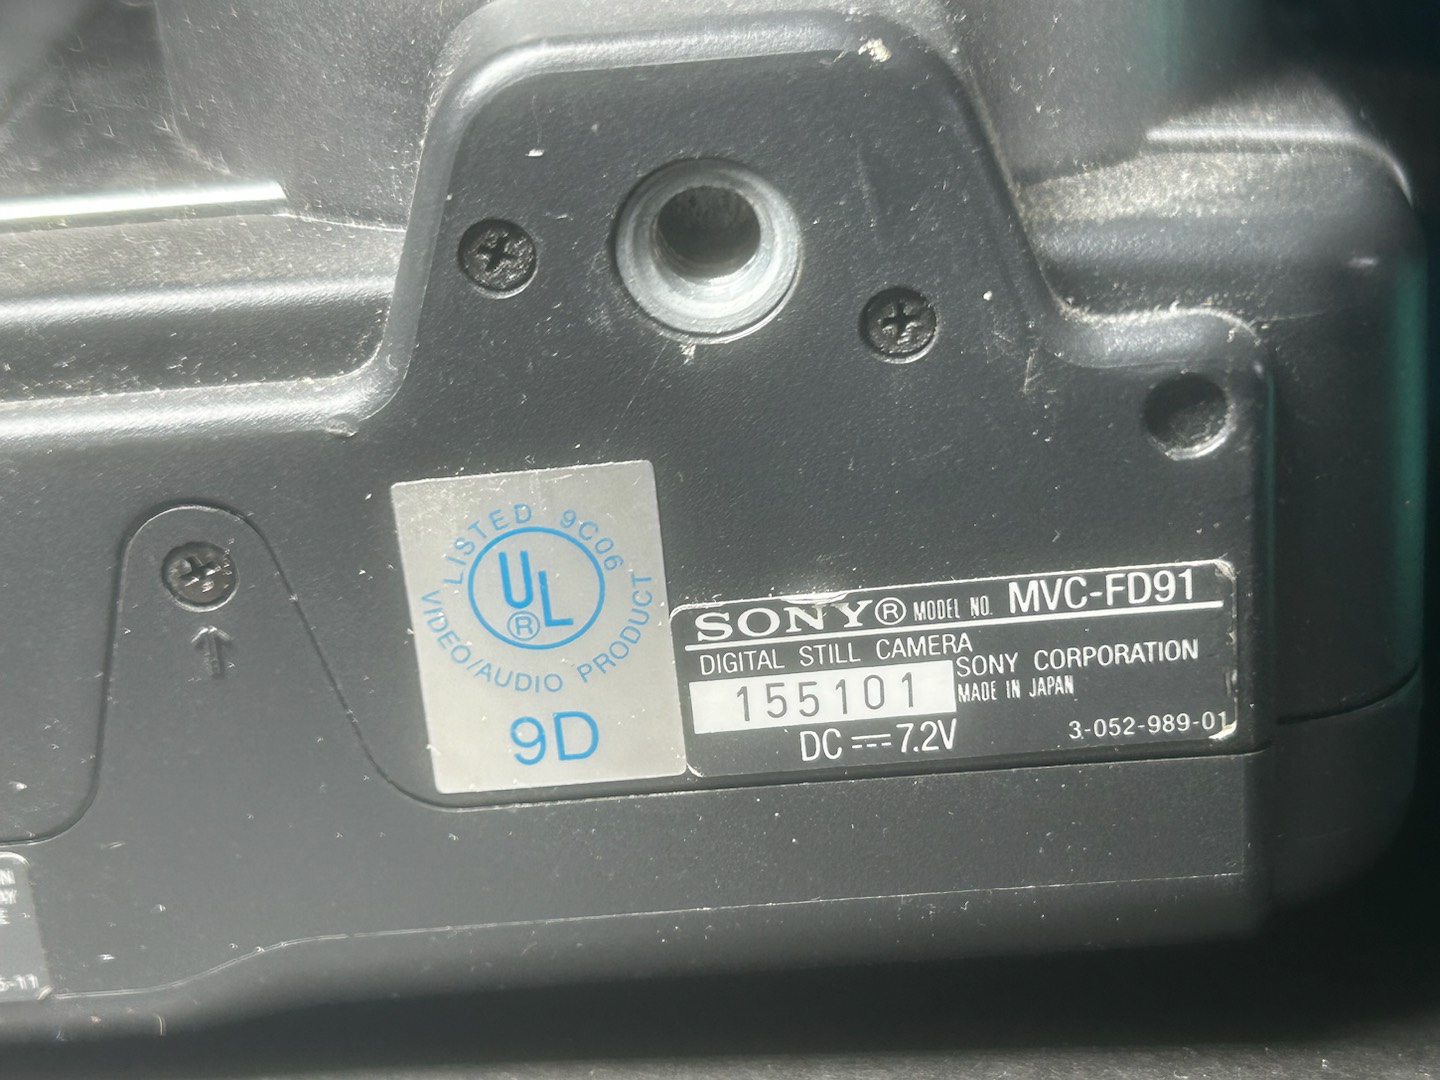 LISTED 9C06
UL®
VIDEO/AUDIO PRODUCT
9D
SONY® MODEL NO. MVC-FD91
DIGITAL STILL CAMERA
SONY CORPORATION
155101
MADE IN JAPAN
DC ⎓ 7.2V
3-052-989-01
-11